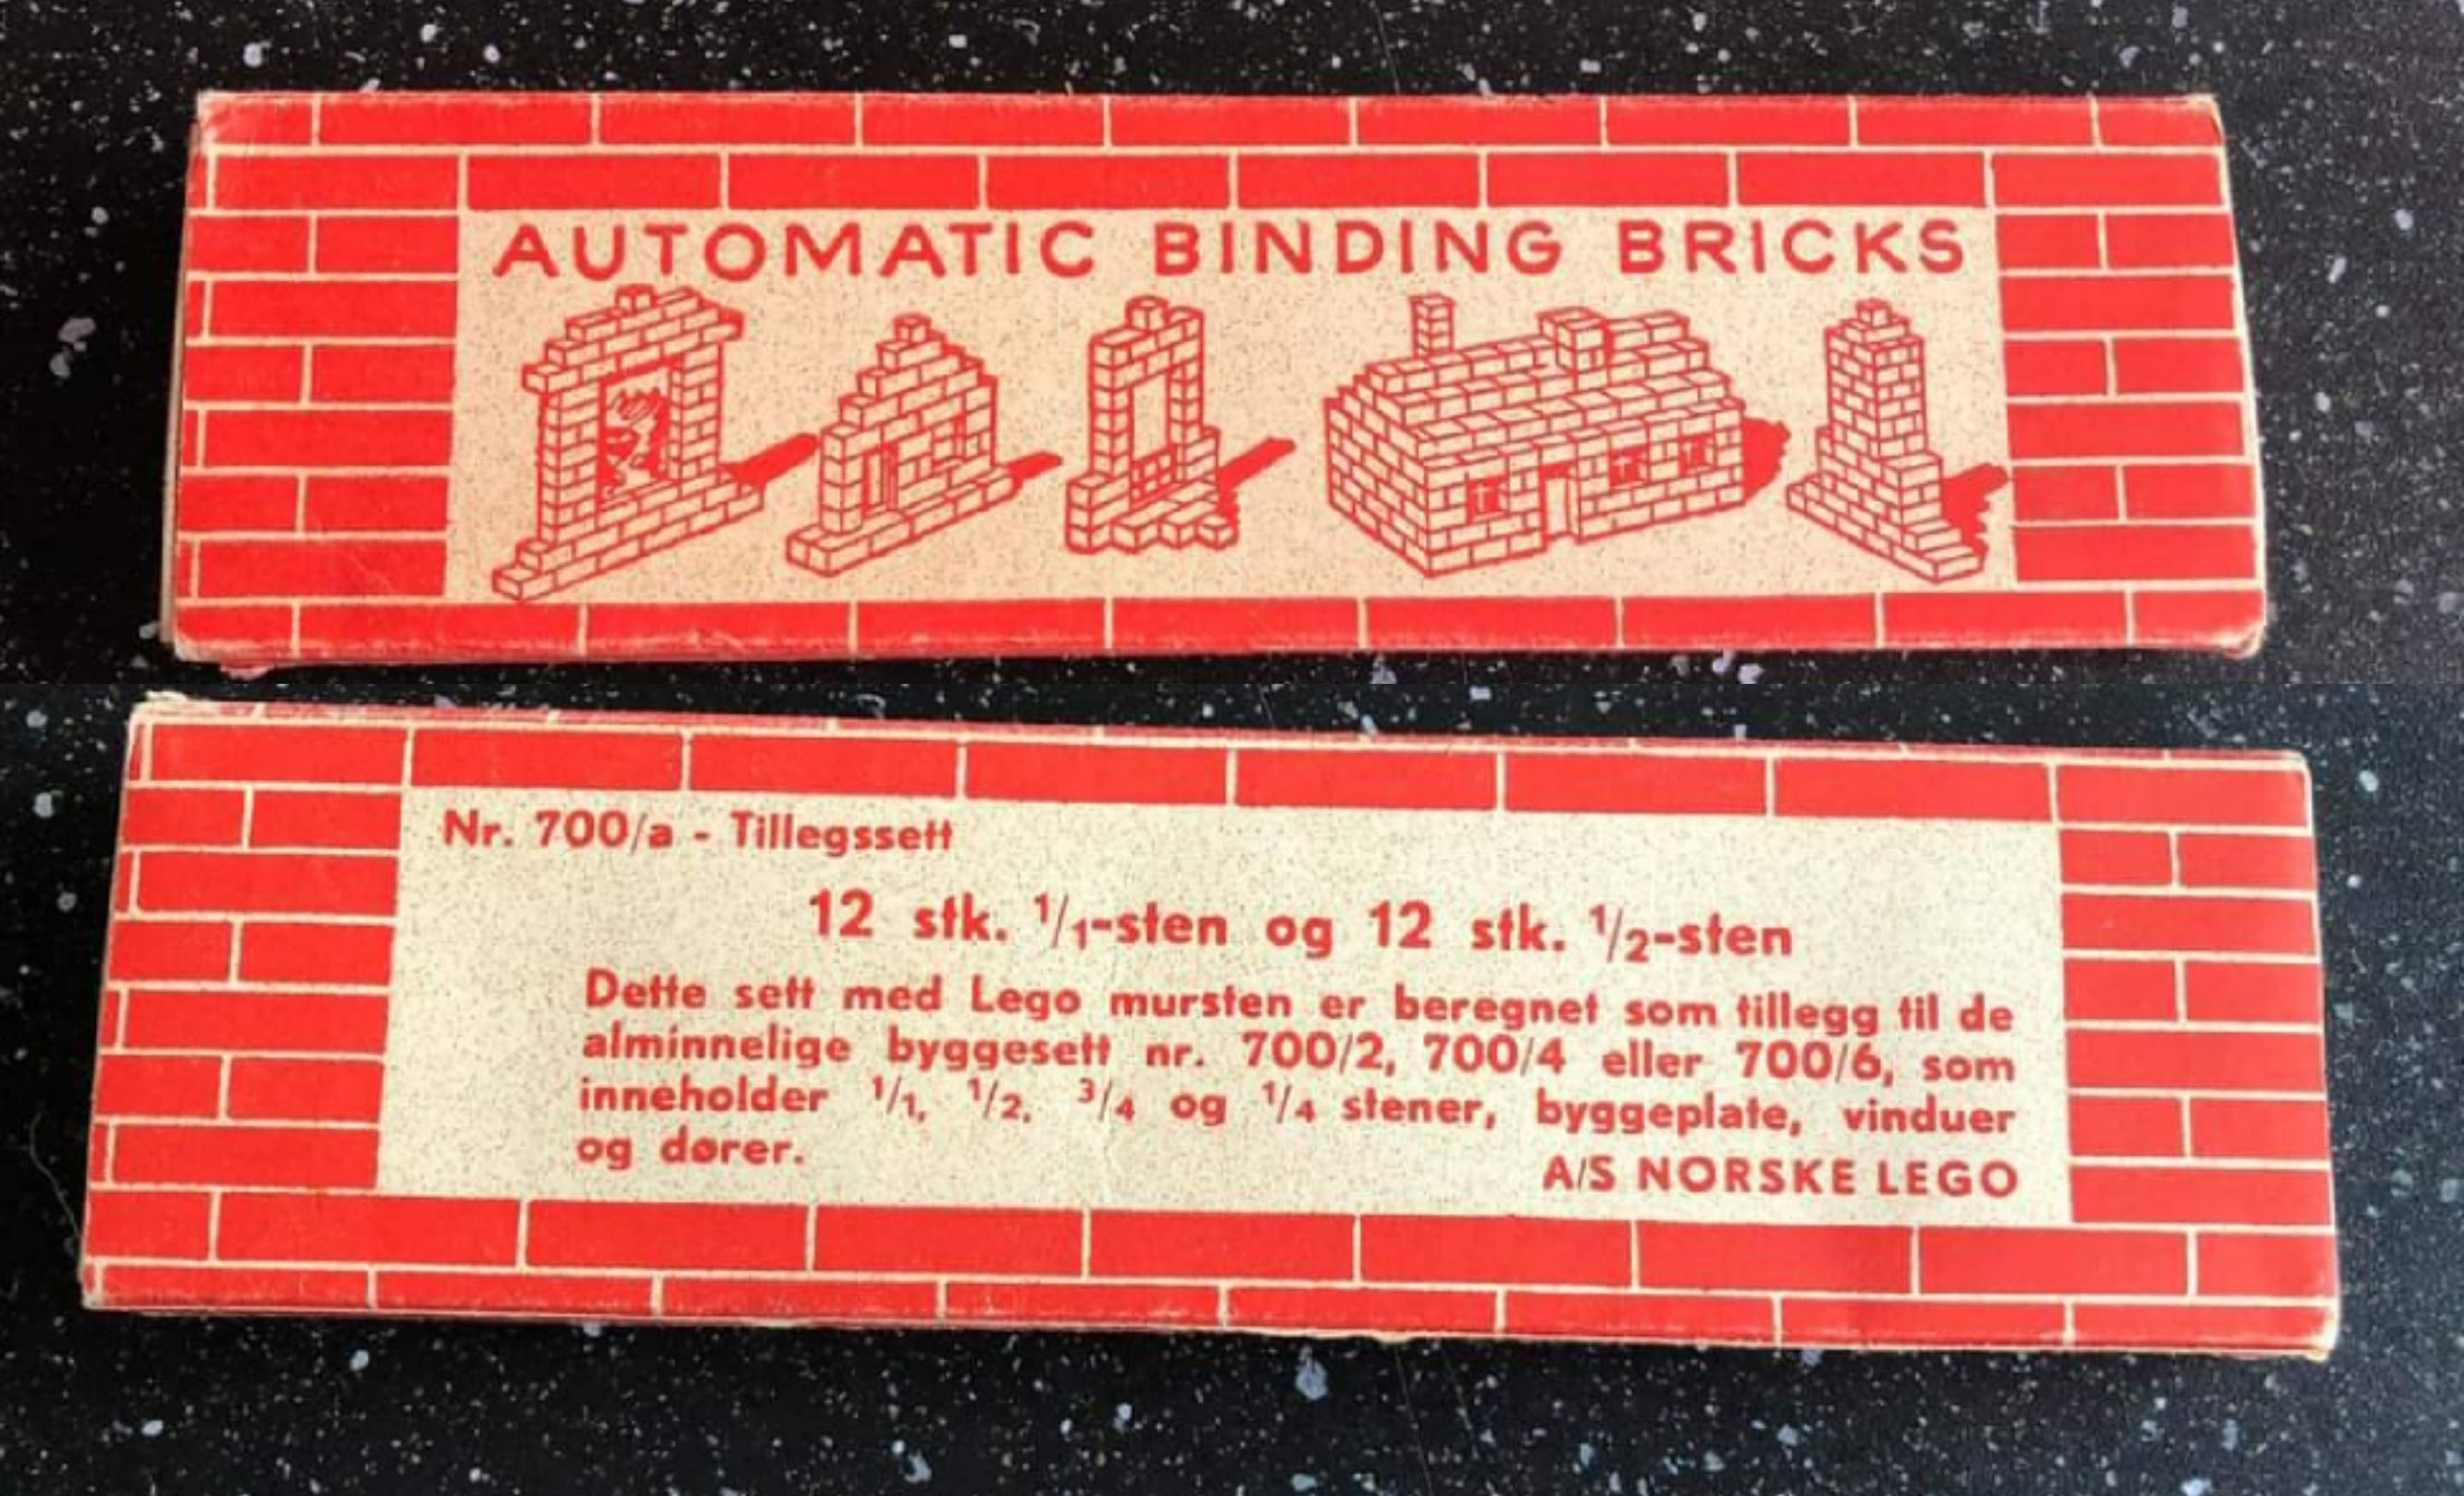 AUTOMATIC BINDING BRICKS
Nr. 700/a - Tillegssett
12 stk. 1/1-sten og 12 stk. 1/2-sten
Dette sett med Lego mursten er beregnet som tillegg til de
alminnelige byggesett nr. 700/2, 700/4 eller 700/6, som
inneholder 1/1, 1/2, 3/4 og 1/4 stener, byggeplate, vinduer
og dører.
A/S NORSKE LEGO